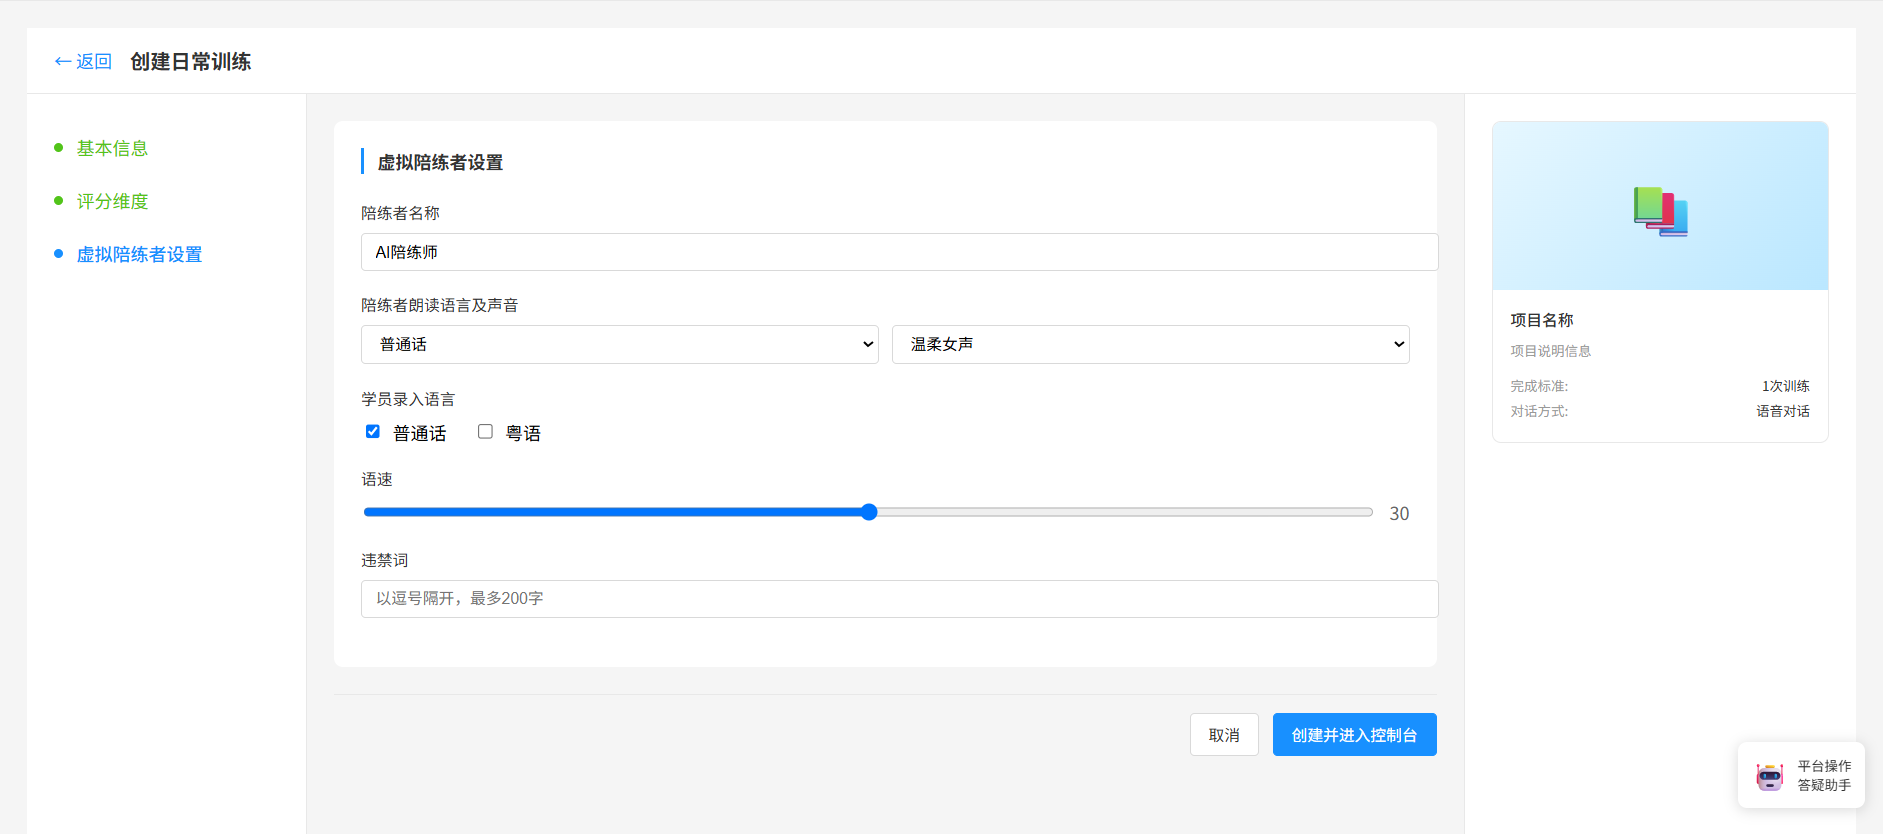 ← 返回 创建日常训练
基本信息
评分维度
虚拟陪练者设置
虚拟陪练者设置
陪练者名称
AI陪练师
陪练者朗读语言及声音
普通话 温柔女声
学员录入语言
普通话 粤语
语速
30
违禁词
以逗号隔开，最多200字
取消 创建并进入控制台
项目名称
项目说明信息
完成标准: 1次训练
对话方式: 语音对话
平台操作
答疑助手